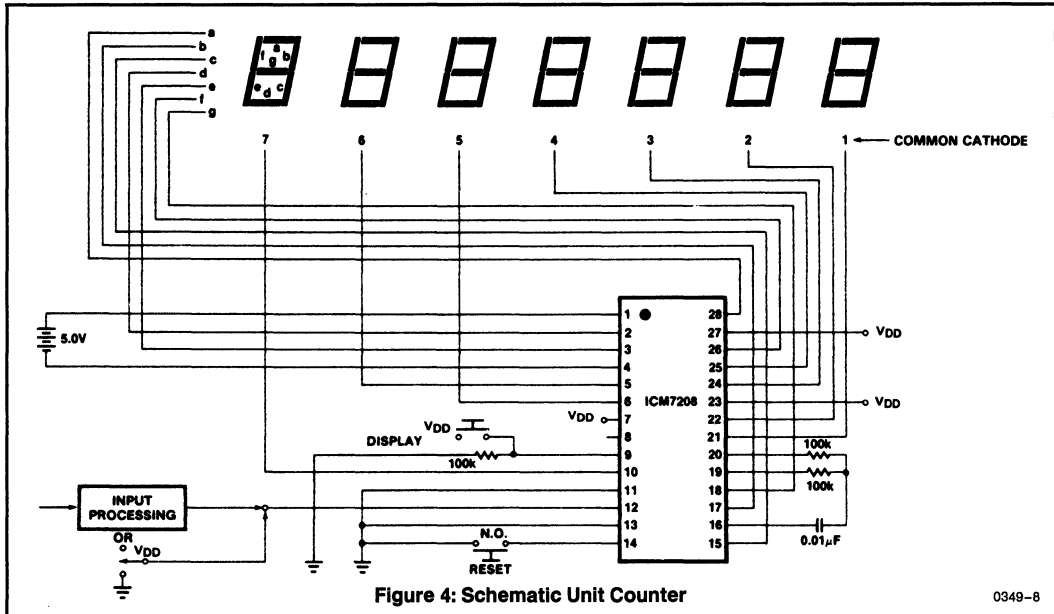 a
b
c
d
e
f
g
a
f b
g
e c
d
7 6 5 4 3 2 1 COMMON CATHODE
5.0V
1 28
2 27 VDD
3 26
4 25
5 24
6 ICM7208 23 VDD
VDD 7 22
8 21
DISPLAY VDD 9 20 100k
100k
10 19 100k
11 18
12 17
13 16 0.01μF
14 15
INPUT
PROCESSING
OR
VDD
N.O.
RESET
Figure 4: Schematic Unit Counter
0349–8